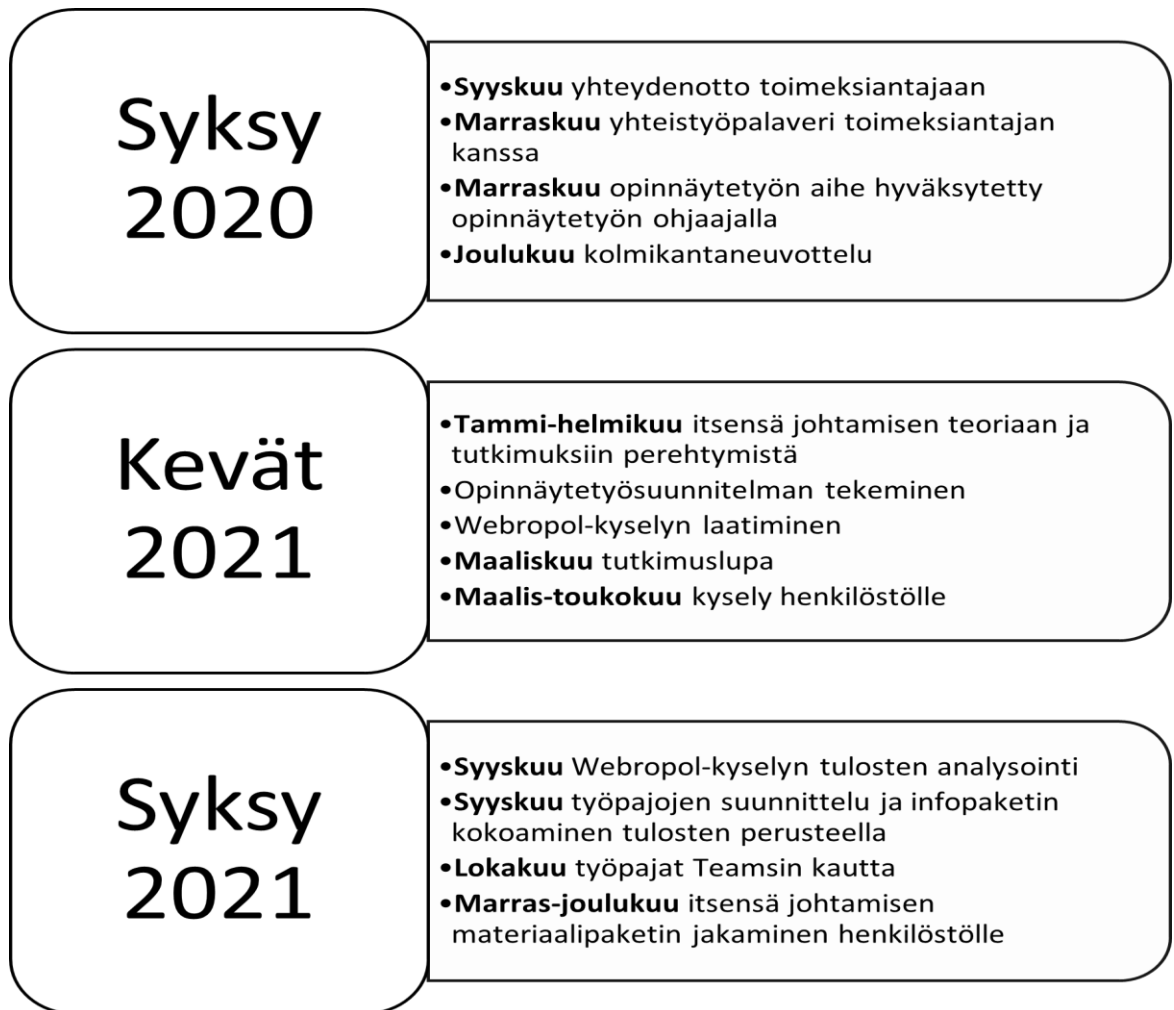 Syksy
2020
•Syyskuu yhteydenotto toimeksiantajaan
•Marraskuu yhteistyöpalaveri toimeksiantajan
kanssa
•Marraskuu opinnäytetyön aihe hyväksytetty
opinnäytetyön ohjaajalla
•Joulukuu kolmikantaneuvottelu
Kevät
2021
•Tammi-helmikuu itsensä johtamisen teoriaan ja
tutkimuksiin perehtymistä
•Opinnäytetyösuunnitelman tekeminen
•Webropol-kyselyn laatiminen
•Maaliskuu tutkimuslupa
•Maalis-toukokuu kysely henkilöstölle
Syksy
2021
•Syyskuu Webropol-kyselyn tulosten analysointi
•Syyskuu työpajojen suunnittelu ja infopaketin
kokoaminen tulosten perusteella
•Lokakuu työpajat Teamsin kautta
•Marras-joulukuu itsensä johtamisen
materiaalipaketin jakaminen henkilöstölle